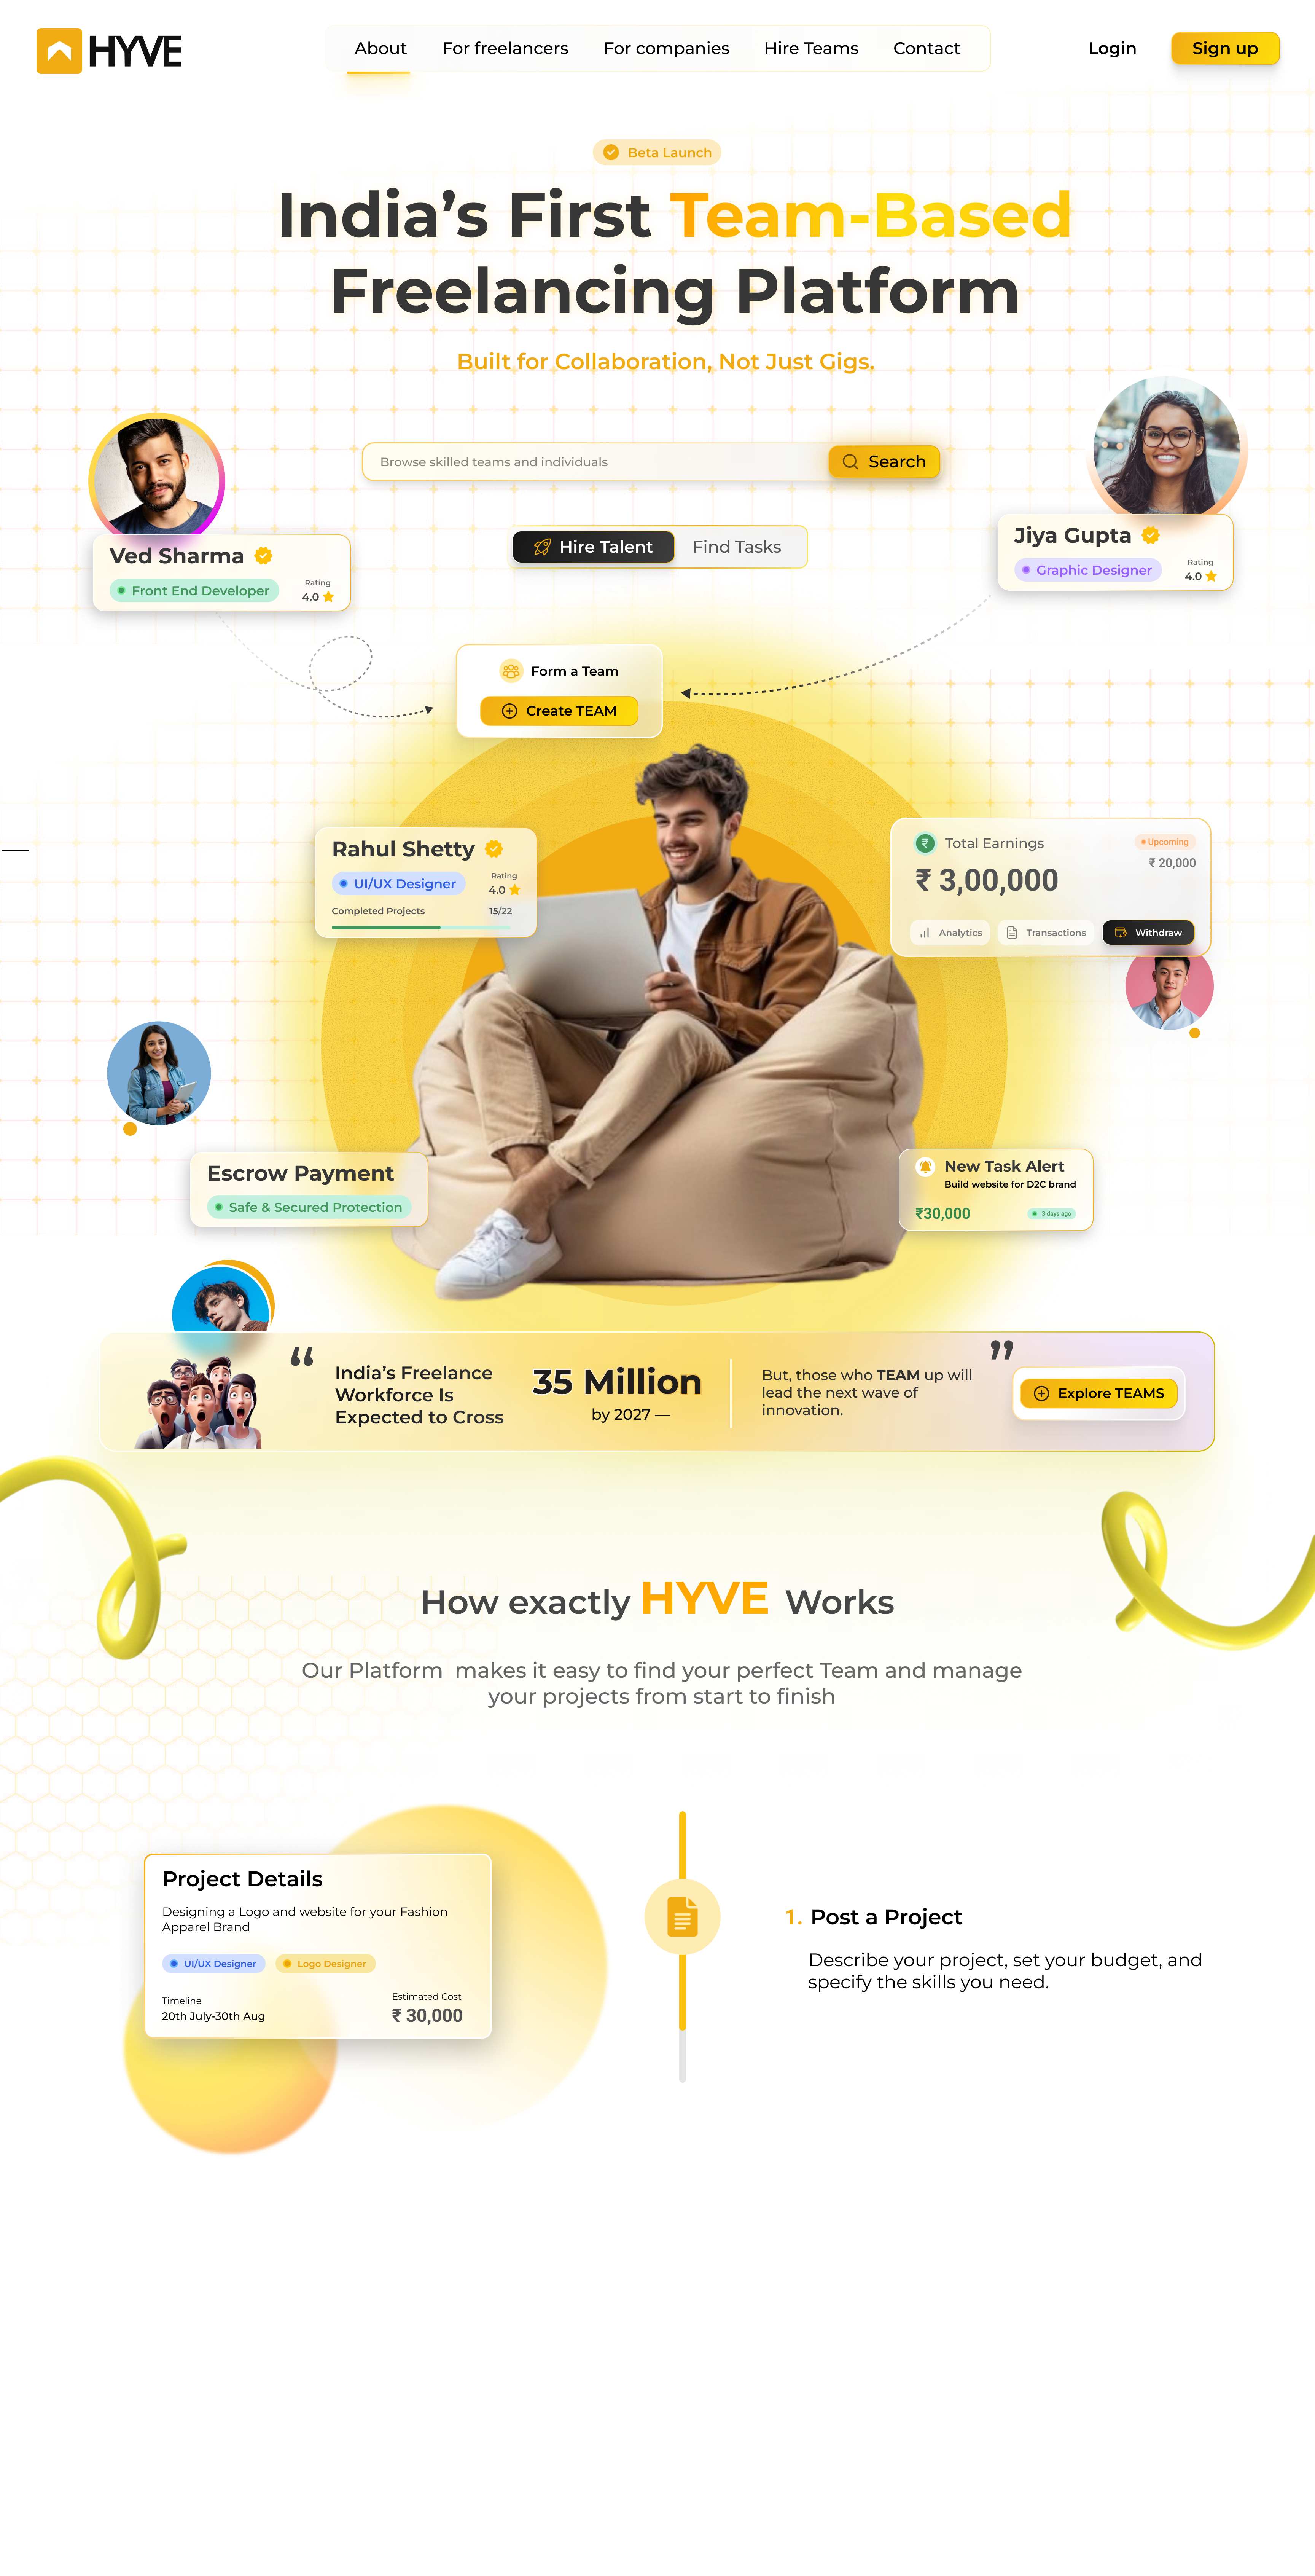 HYVE
About
For freelancers
For companies
Hire Teams
Contact
Login
Sign up
Beta Launch
India’s First Team-Based
Freelancing Platform
Built for Collaboration, Not Just Gigs.
Browse skilled teams and individuals
Search
Hire Talent
Find Tasks
Ved Sharma
Front End Developer
Rating
4.0
Jiya Gupta
Graphic Designer
Rating
4.0
Form a Team
Create TEAM
Rahul Shetty
UI/UX Designer
Rating
4.0
Completed Projects
15/22
₹
Total Earnings
Upcoming
₹ 20,000
₹ 3,00,000
Analytics
Transactions
Withdraw
Escrow Payment
Safe & Secured Protection
New Task Alert
Build website for D2C brand
₹30,000
3 days ago
“
India’s Freelance
Workforce Is
Expected to Cross
35 Million
by 2027 —
But, those who TEAM up will
lead the next wave of
innovation.
”
Explore TEAMS
How exactly HYVE Works
Our Platform  makes it easy to find your perfect Team and manage
your projects from start to finish
Project Details
Designing a Logo and website for your Fashion
Apparel Brand
UI/UX Designer
Logo Designer
Timeline
20th July-30th Aug
Estimated Cost
₹ 30,000
1. Post a Project
Describe your project, set your budget, and
specify the skills you need.